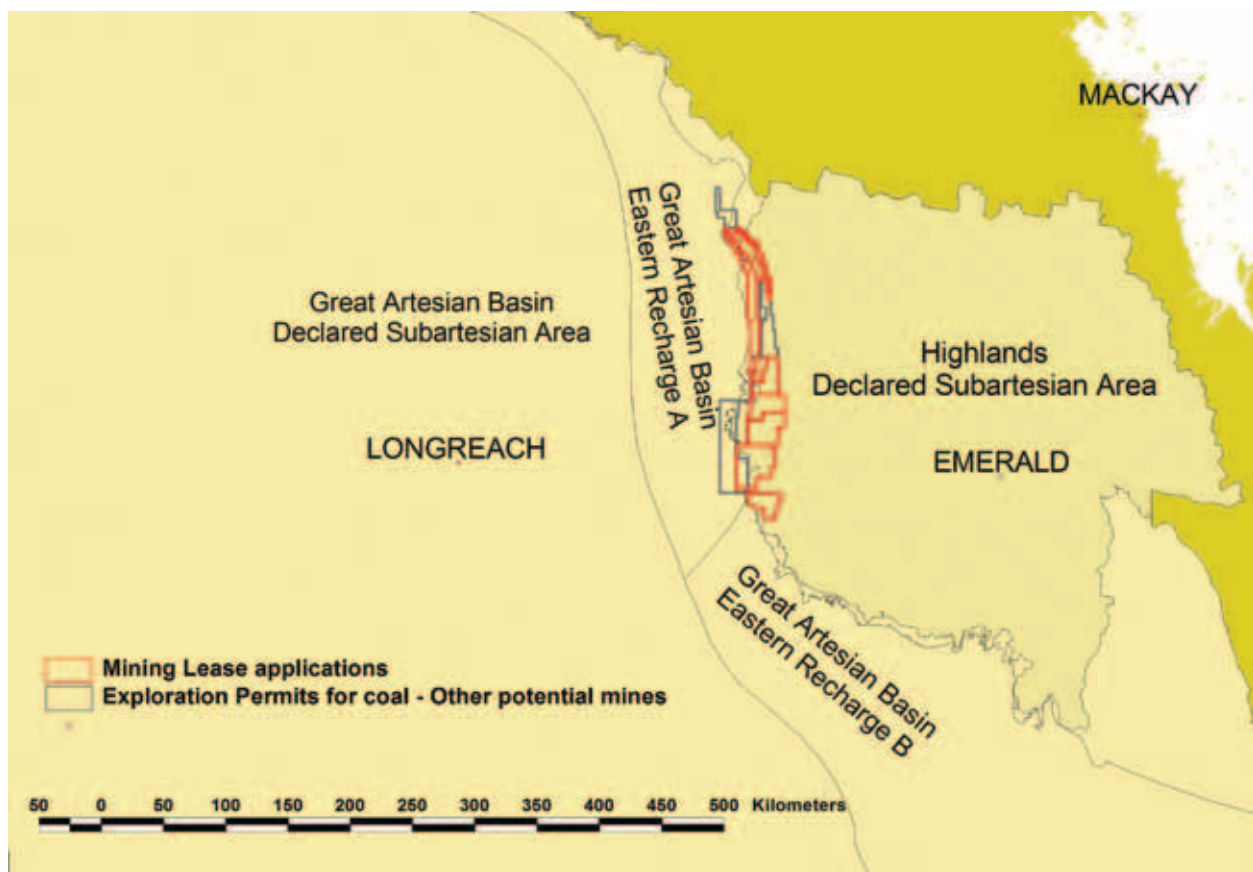 MACKAY
Great Artesian Basin
Eastern Recharge A
Great Artesian Basin
Declared Subartesian Area
Highlands
Declared Subartesian Area
LONGREACH
EMERALD
Great Artesian Basin
Eastern Recharge B
Mining Lease applications
Exploration Permits for coal - Other potential mines
50 0 50 100 150 200 250 300 350 400 450 500 Kilometers